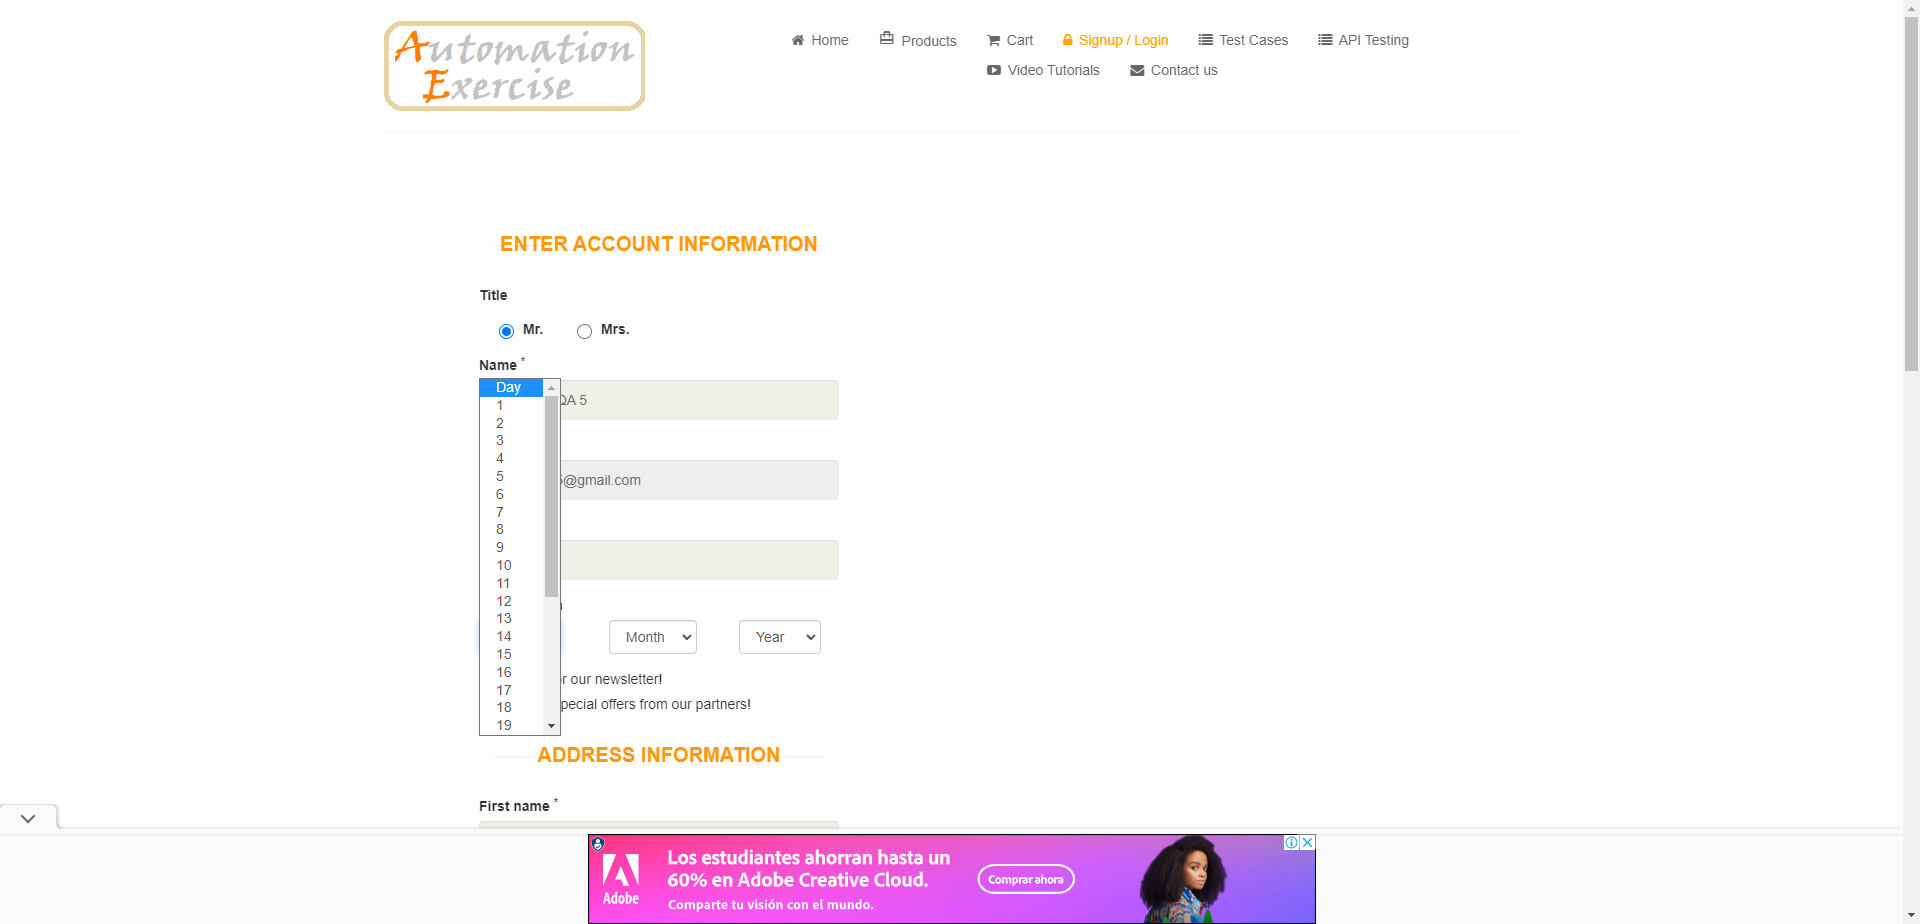 Automation
Exercise
Home
Products
Cart
Signup / Login
Test Cases
API Testing
Video Tutorials
Contact us
ENTER ACCOUNT INFORMATION
Title
Mr.
Mrs.
Name *
Day
1
QA 5
2
3
4
5
@gmail.com
6
7
8
9
10
11
12
13
14
Month
Year
15
16
our newsletter!
17
18
offers from our partners!
19
ADDRESS INFORMATION
First name *
Adobe
Los estudiantes ahorran hasta un
60% en Adobe Creative Cloud.
Comparte tu visión con el mundo.
Comprar ahora